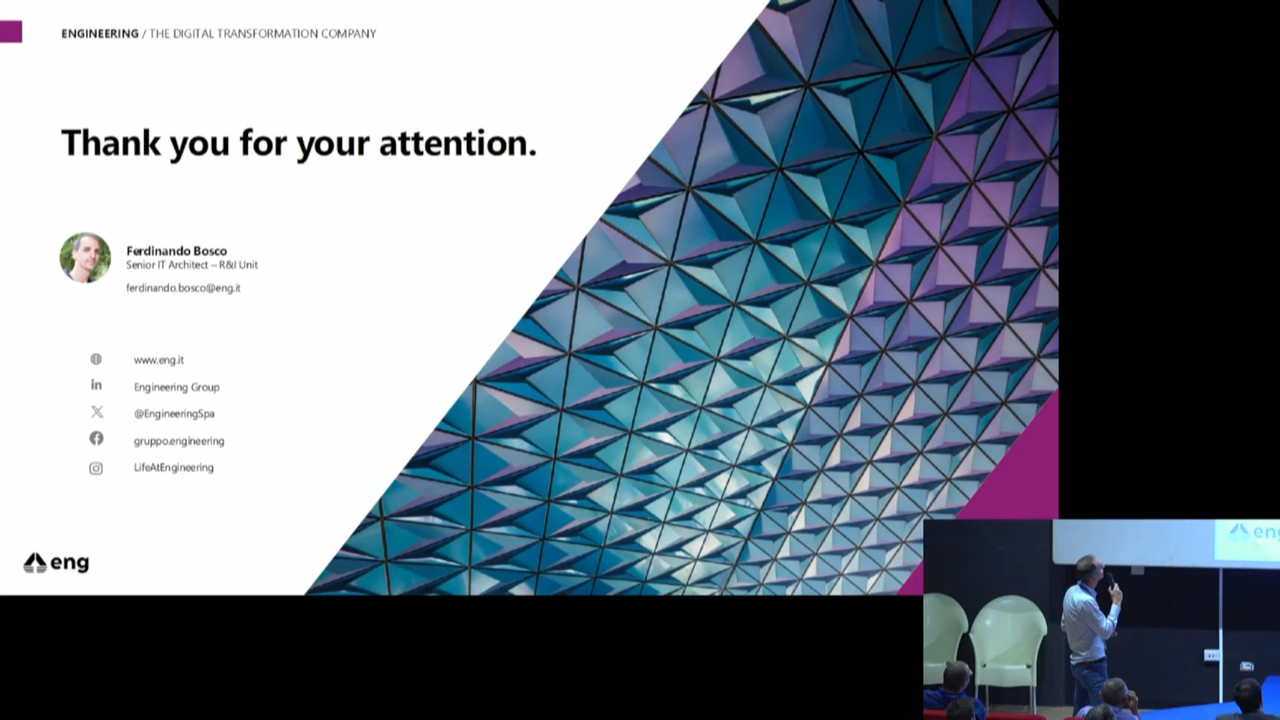 ENGINEERING / THE DIGITAL TRANSFORMATION COMPANY
Thank you for your attention.
Ferdinando Bosco
Senior IT Architect – R&I Unit
ferdinando.bosco@eng.it
www.eng.it
Engineering Group
@EngineeringSpa
gruppo.engineering
LifeAtEngineering
eng
eng